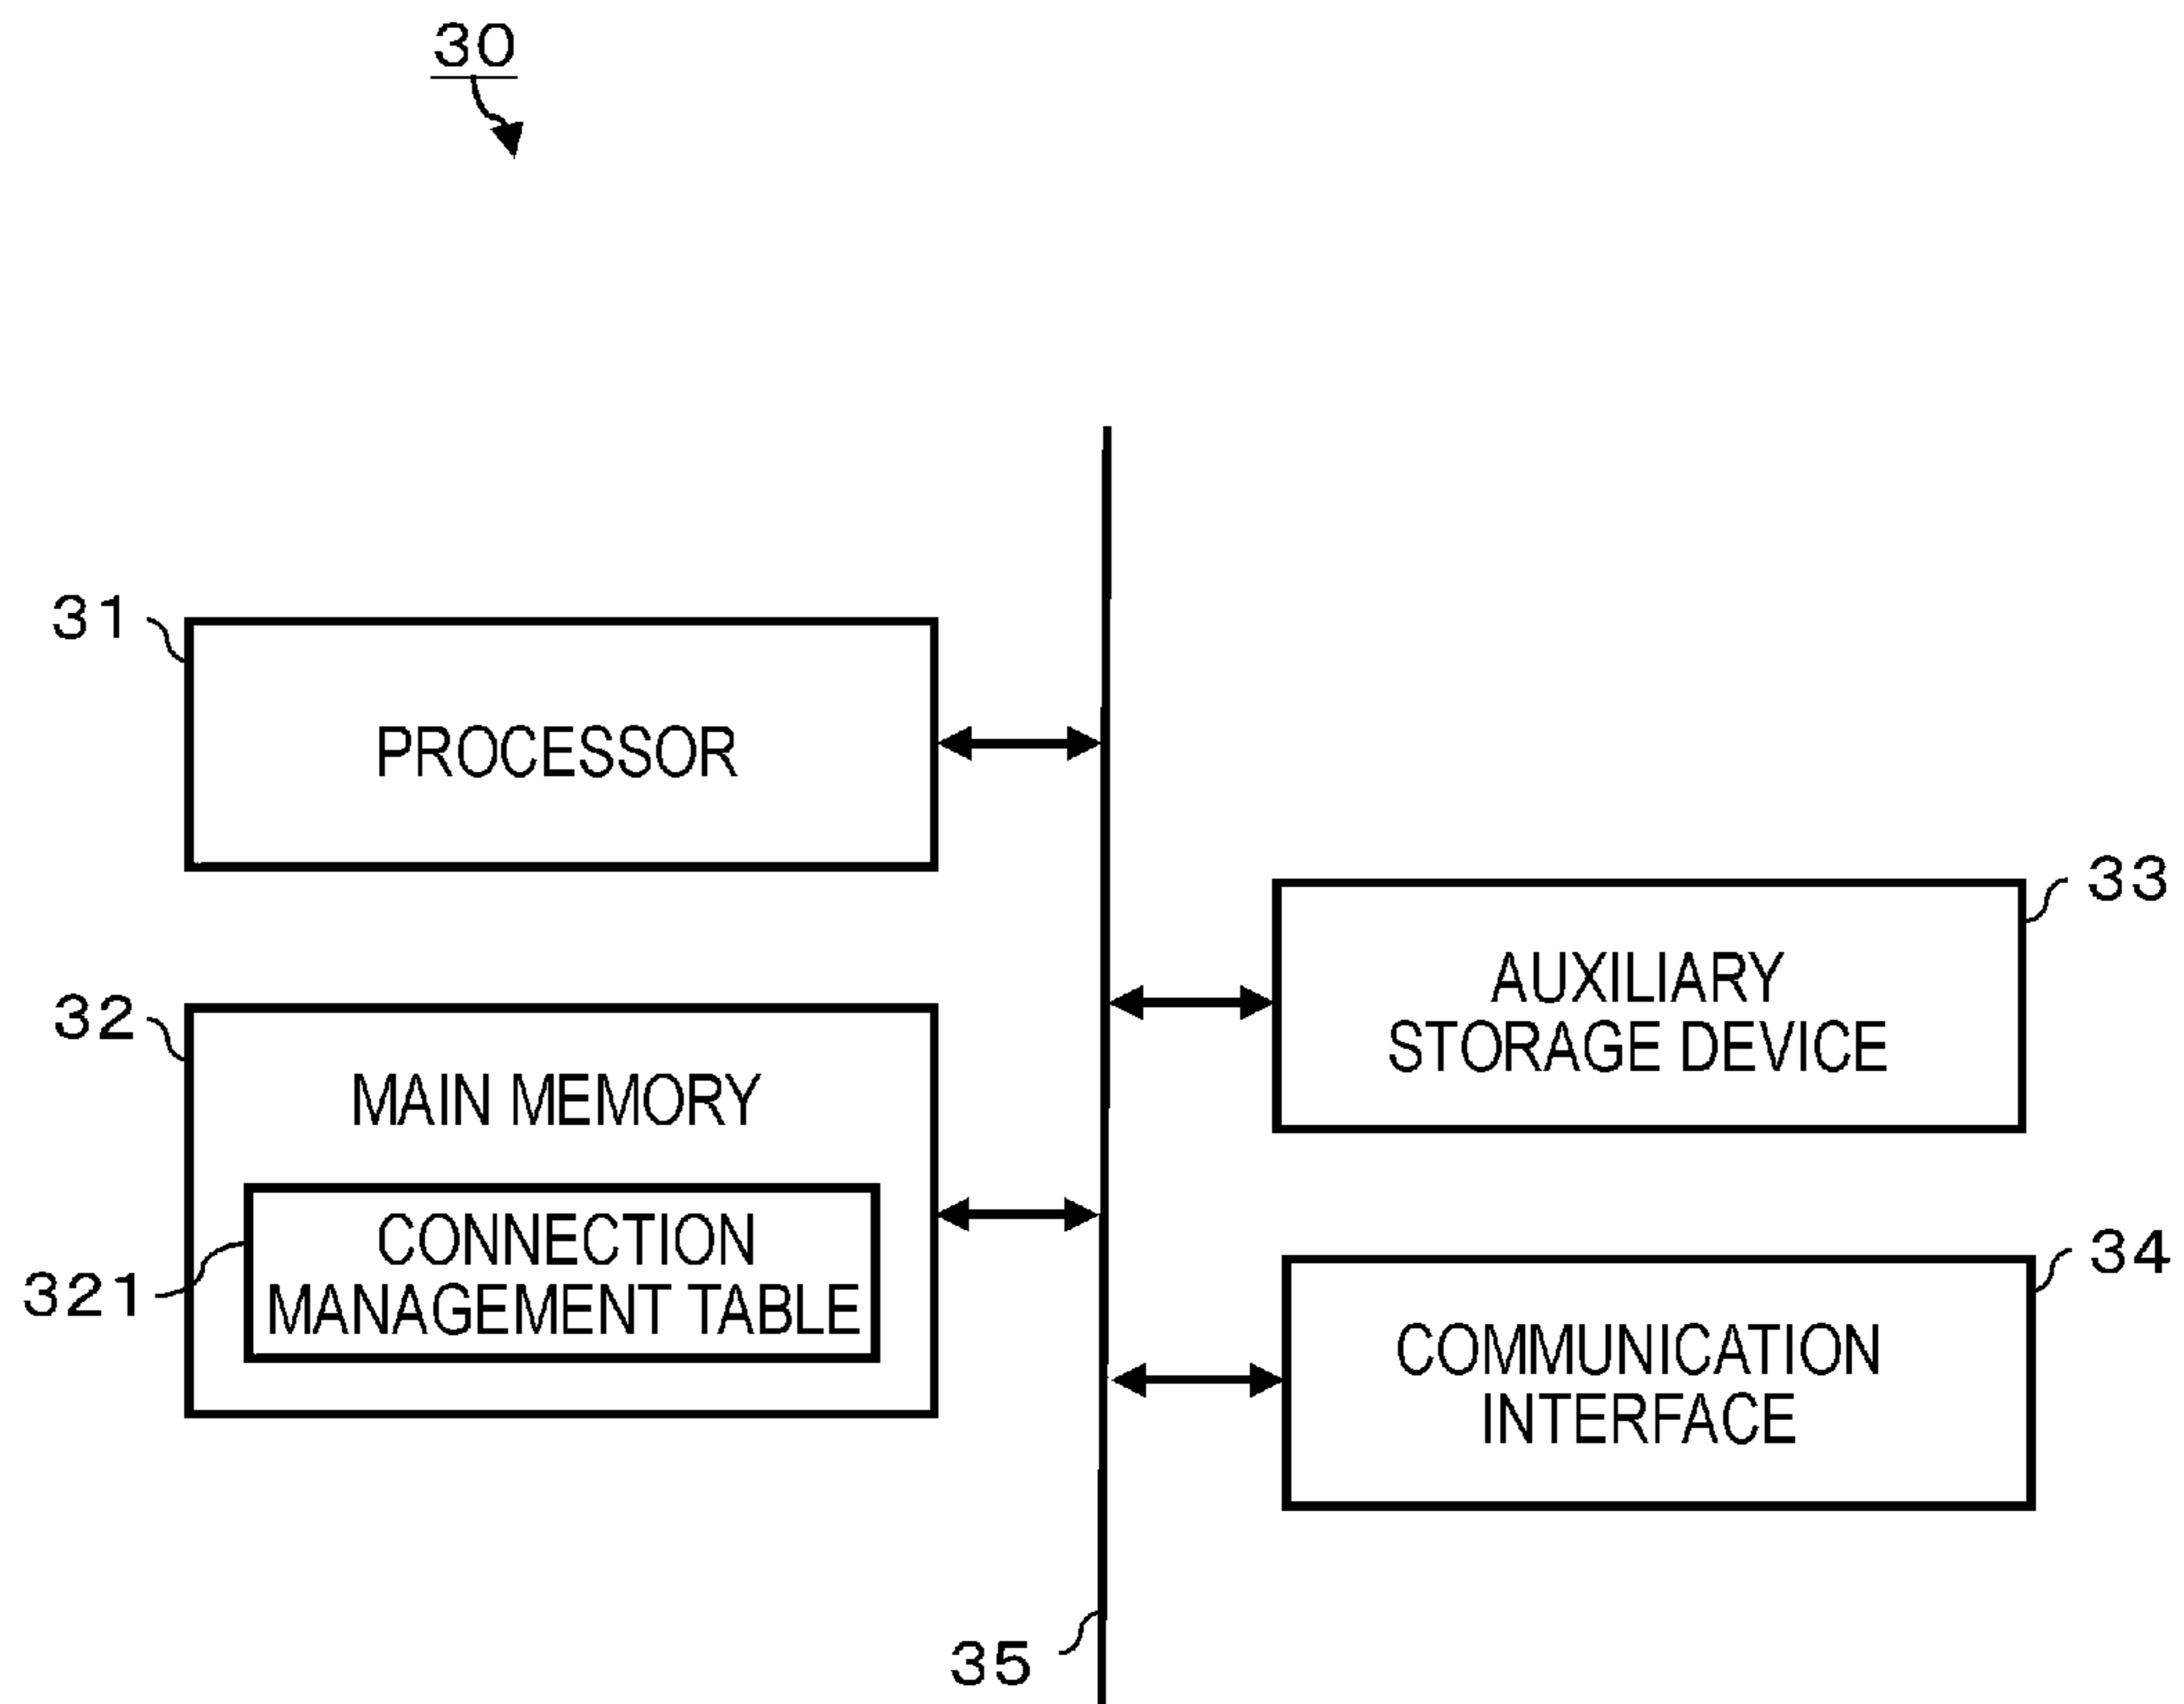 30
31
PROCESSOR
33
AUXILIARY
STORAGE DEVICE
32
MAIN MEMORY
321
CONNECTION
MANAGEMENT TABLE
34
COMMUNICATION
INTERFACE
35